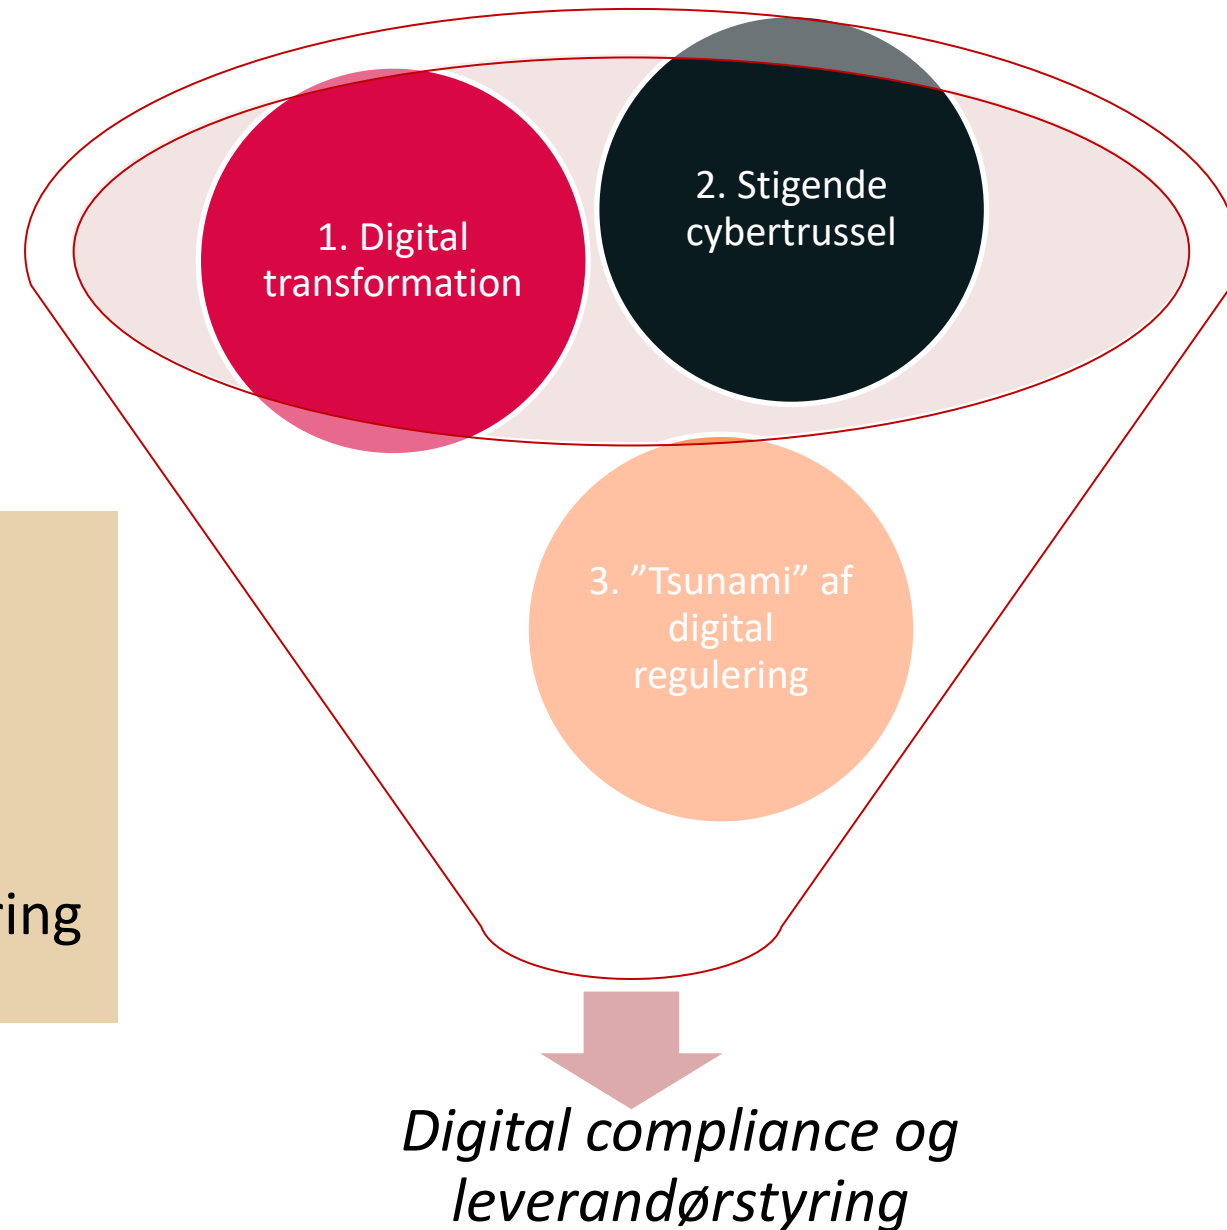 1. Digital
transformation
2. Stigende
cybertrussel
3. ”Tsunami” af
digital
regulering
ring
Digital compliance og
leverandørstyring